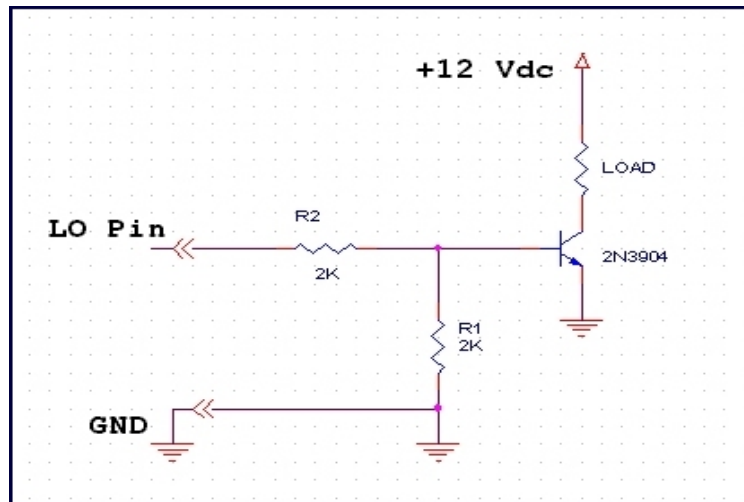 +12 Vdc
LOAD
R2
LO Pin
2K
2N3904
R1
2K
GND